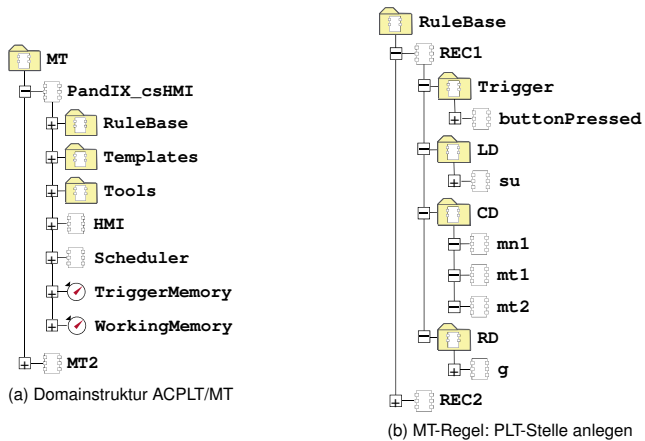 MT
PandIX_csHMI
RuleBase
Templates
Tools
HMI
Scheduler
TriggerMemory
WorkingMemory
MT2
(a) Domainstruktur ACPLT/MT
RuleBase
REC1
Trigger
buttonPressed
LD
su
CD
mn1
mt1
mt2
RD
g
REC2
(b) MT-Regel: PLT-Stelle anlegen